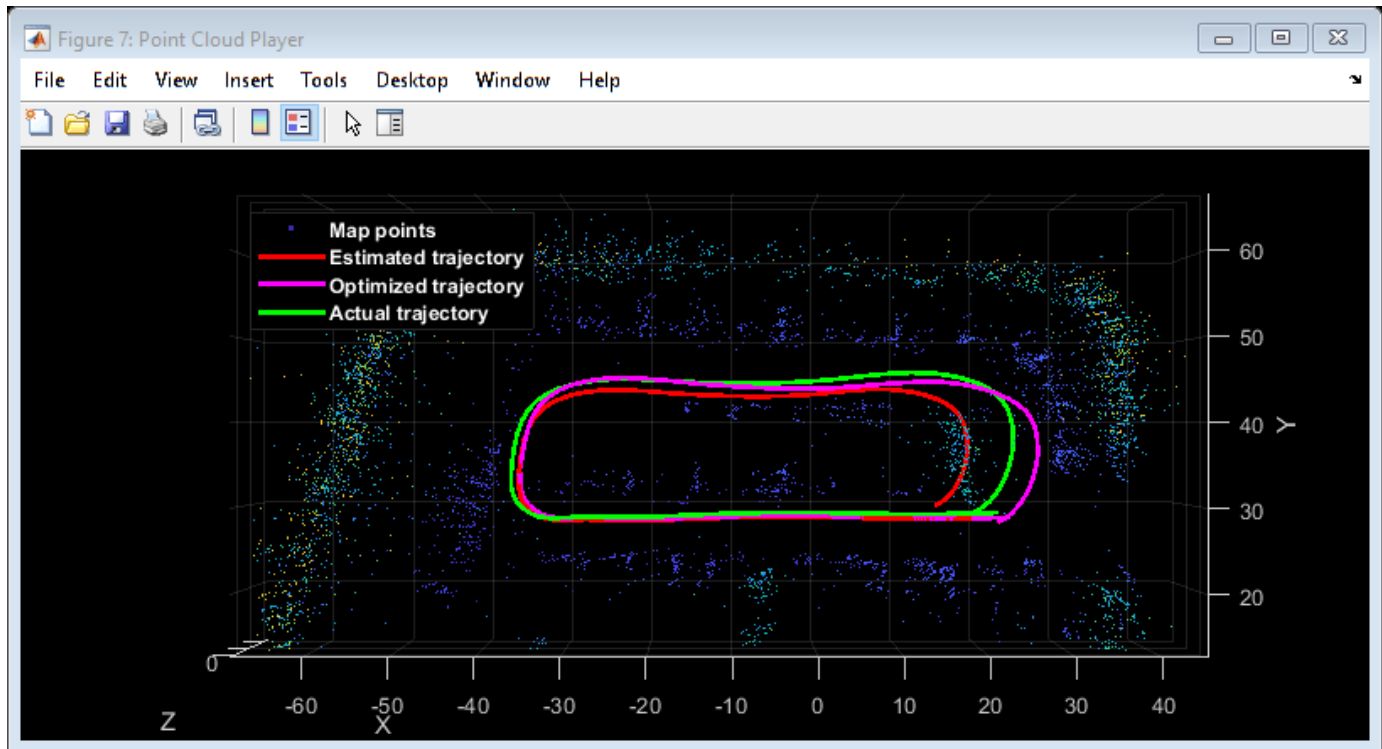 Figure 7: Point Cloud Player
File Edit View Insert Tools Desktop Window Help
Map points
Estimated trajectory
Optimized trajectory
Actual trajectory
60
50
40 Y
30
20
0
-60 -50 -40 -30 -20 -10 0 10 20 30 40
Z X